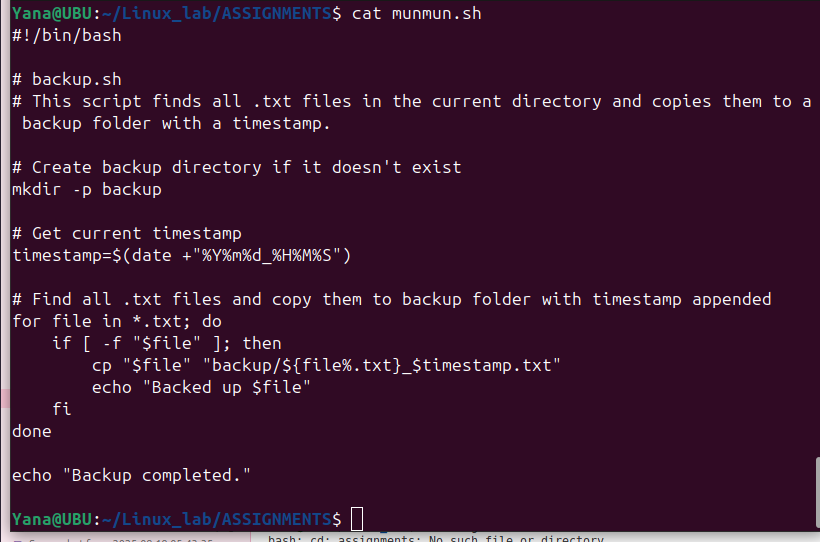 Yana@UBU:~/Linux_lab/ASSIGNMENTS$ cat munmun.sh
#!/bin/bash

# backup.sh
# This script finds all .txt files in the current directory and copies them to a
 backup folder with a timestamp.

# Create backup directory if it doesn't exist
mkdir -p backup

# Get current timestamp
timestamp=$(date +"%Y%m%d_%H%M%S")

# Find all .txt files and copy them to backup folder with timestamp appended
for file in *.txt; do
    if [ -f "$file" ]; then
        cp "$file" "backup/${file%.txt}_$timestamp.txt"
        echo "Backed up $file"
    fi
done

echo "Backup completed."

Yana@UBU:~/Linux_lab/ASSIGNMENTS$
bash: cd: assignments: No such file or directory